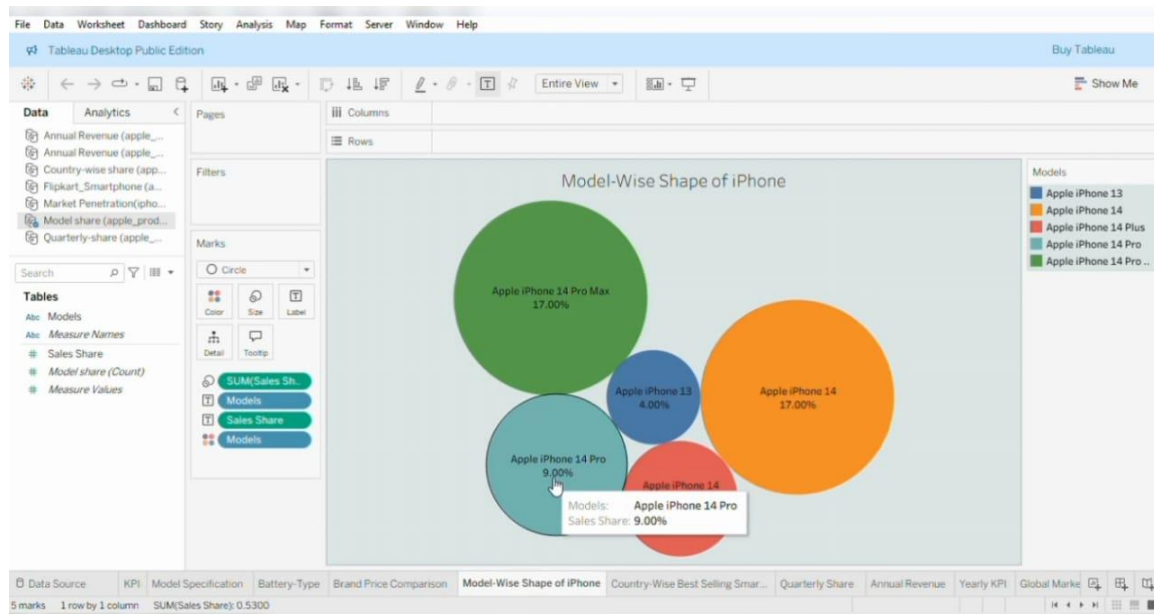 File Data Worksheet Dashboard Story Analysis Map Format Server Window Help
Tableau Desktop Public Edition Buy Tableau
Entire View Show Me
Data Analytics
Annual Revenue (apple_...
Annual Revenue (apple_...
Country-wise share (app...
Flipkart_Smartphone (a...
Market Penetration(ipho...
Model share (apple_prod...
Quarterly-share (apple_...
Search
Tables
Abc Models
Abc Measure Names
# Sales Share
# Model share (Count)
# Measure Values
Pages
Filters
Marks
Circle
Color Size Label
Detail Tooltip
SUM(Sales Sh..
Models
Sales Share
Models
Columns
Rows
Model-Wise Shape of iPhone
Apple iPhone 14 Pro Max
17.00%
Apple iPhone 13
4.00%
Apple iPhone 14
17.00%
Apple iPhone 14 Pro
9.00%
Apple iPhone 14
Models: Apple iPhone 14 Pro
Sales Share: 9.00%
Models
Apple iPhone 13
Apple iPhone 14
Apple iPhone 14 Plus
Apple iPhone 14 Pro
Apple iPhone 14 Pro ..
Data Source KPI Model Specification Battery-Type Brand Price Comparison Model-Wise Shape of iPhone Country-Wise Best Selling Smar... Quarterly Share Annual Revenue Yearly KPI Global Marke
5 marks 1 row by 1 column SUM(Sales Share): 0.5300